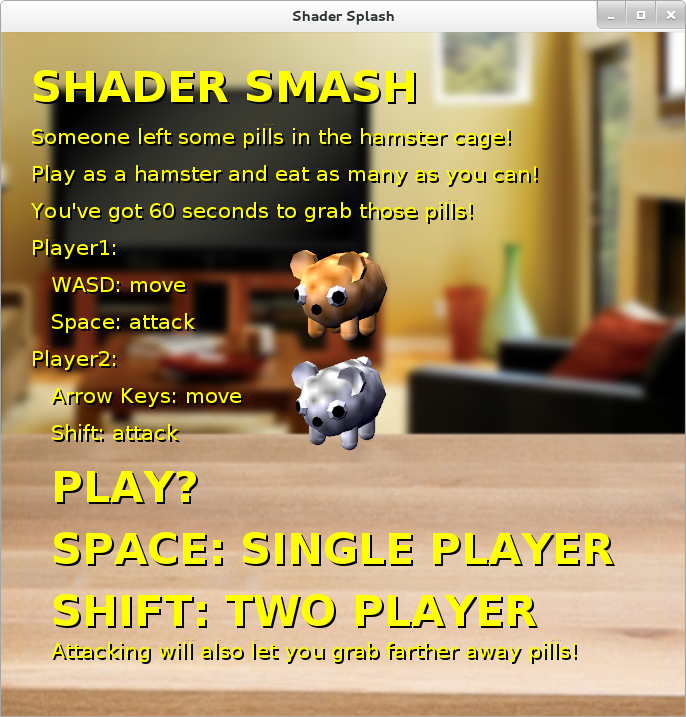 Shader Splash
SHADER SMASH
Someone left some pills in the hamster cage!
Play as a hamster and eat as many as you can!
You've got 60 seconds to grab those pills!
Player1:
WASD: move
Space: attack
Player2:
Arrow Keys: move
Shift: attack
PLAY?
SPACE: SINGLE PLAYER
SHIFT: TWO PLAYER
Attacking will also let you grab farther away pills!